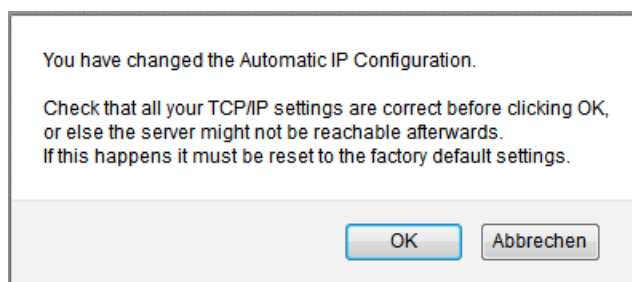 You have changed the Automatic IP Configuration.
Check that all your TCP/IP settings are correct before clicking OK,
or else the server might not be reachable afterwards.
If this happens it must be reset to the factory default settings.
OK
Abbrechen